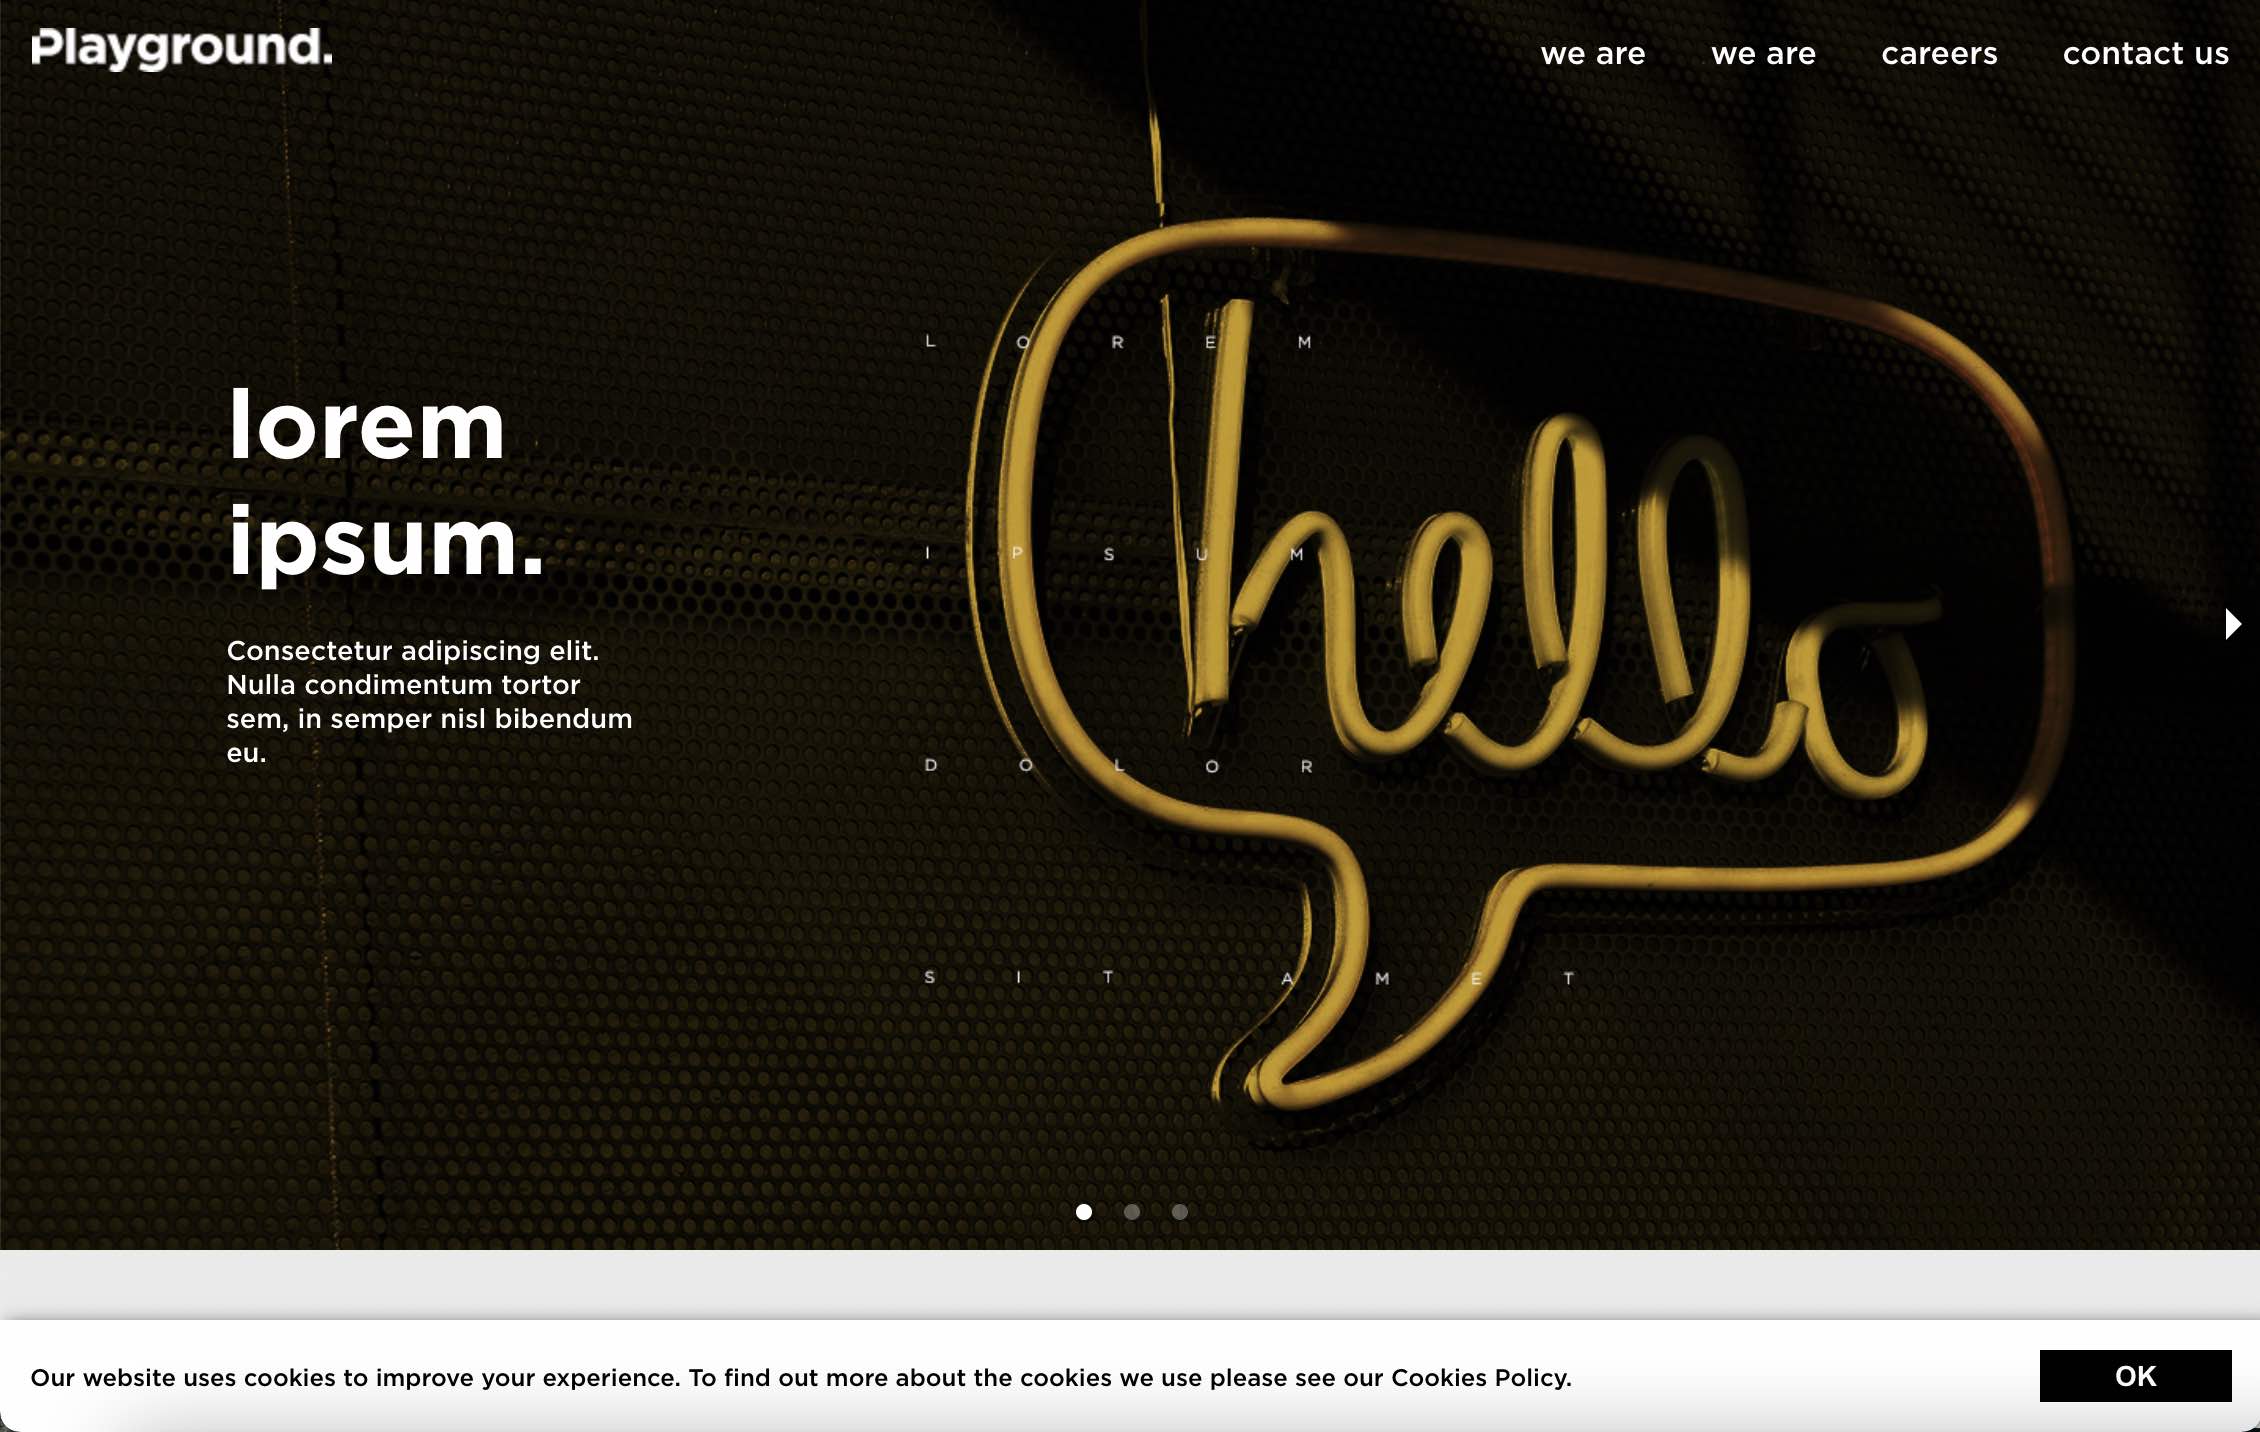 Playground.
we are we are careers contact us
L O R E M
lorem
ipsum.
I P S U M
hello
Consectetur adipiscing elit.
Nulla condimentum tortor
sem, in semper nisl bibendum
eu.
D O L O R
S I T A M E T
Our website uses cookies to improve your experience. To find out more about the cookies we use please see our Cookies Policy.
OK